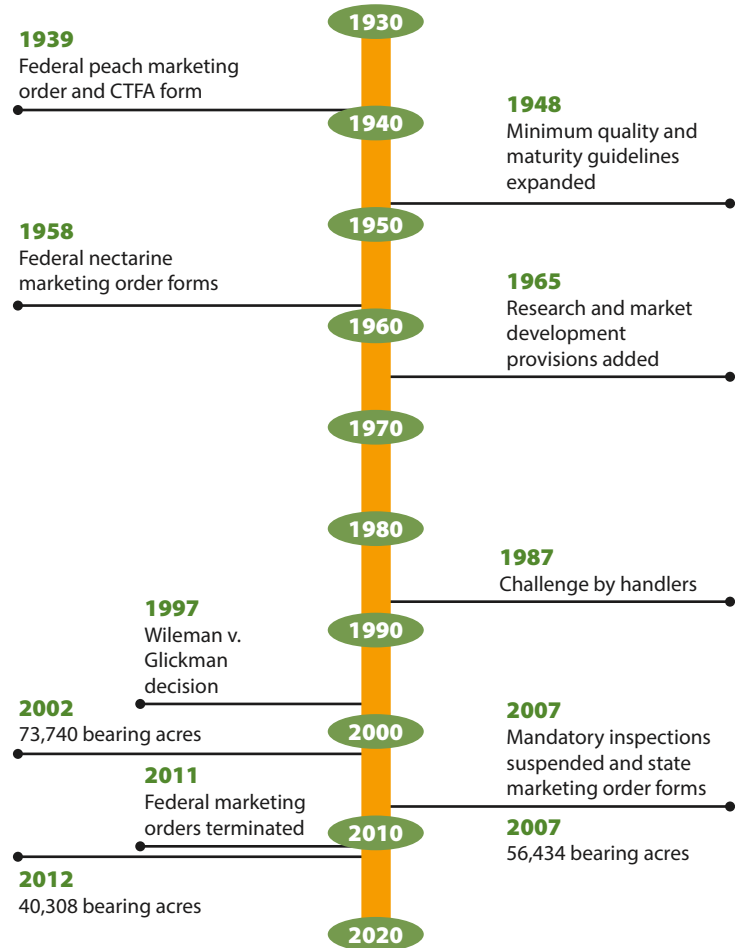 1930
1939
Federal peach marketing
order and CTFA form
1940
1948
Minimum quality and
maturity guidelines
expanded
1950
1958
Federal nectarine
marketing order forms
1960
1965
Research and market
development
provisions added
1970
1980
1987
Challenge by handlers
1990
1997
Wileman v.
Glickman
decision
2000
2002
73,740 bearing acres
2007
Mandatory inspections
suspended and state
marketing order forms
2007
56,434 bearing acres
2010
2011
Federal marketing
orders terminated
2012
40,308 bearing acres
2020